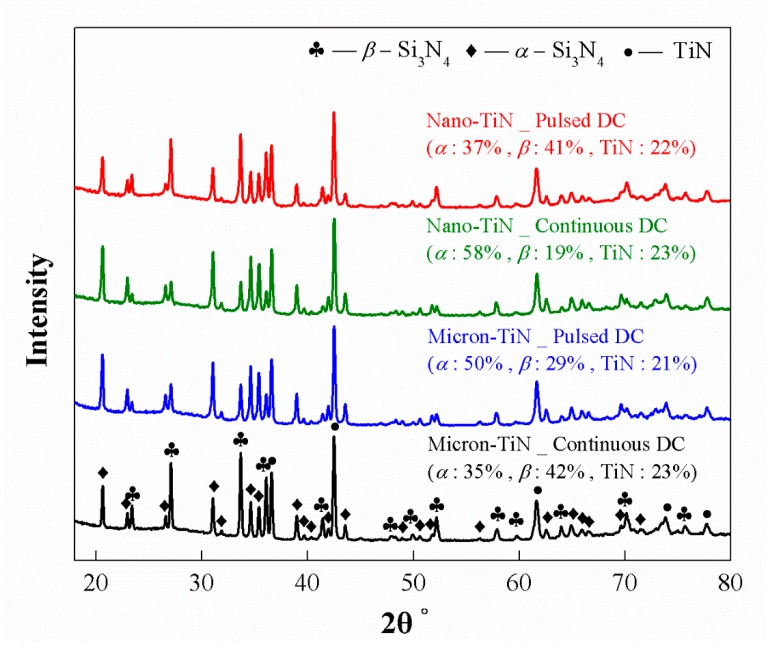 ♣ — β – Si₃N₄ ♦ — α – Si₃N₄ ● — TiN
Nano-TiN _ Pulsed DC
(α : 37% , β : 41% , TiN : 22%)
Nano-TiN _ Continuous DC
(α : 58% , β : 19% , TiN : 23%)
Micron-TiN _ Pulsed DC
(α : 50% , β : 29% , TiN : 21%)
Micron-TiN _ Continuous DC
(α : 35% , β : 42% , TiN : 23%)
Intensity
20 30 40 50 60 70 80
2θ °